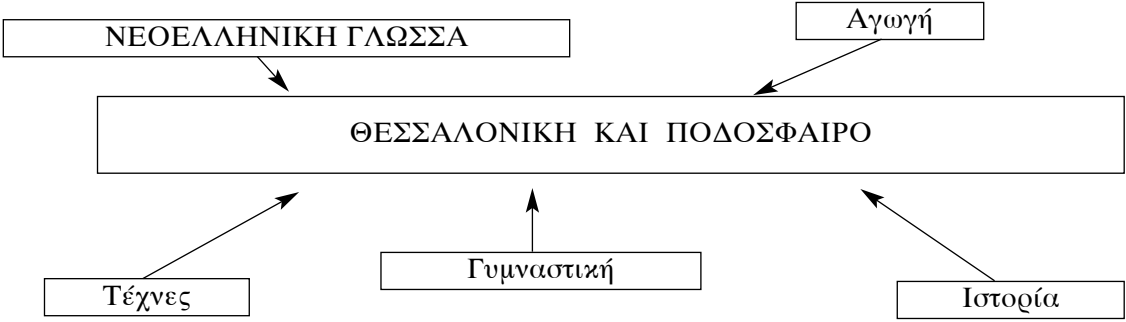 ΝΕΟΕΛΛΗΝΙΚΗ ΓΛΩΣΣΑ
Αγωγή
ΘΕΣΣΑΛΟΝΙΚΗ ΚΑΙ ΠΟΔΟΣΦΑΙΡΟ
Τέχνες
Γυμναστική
Ιστορία